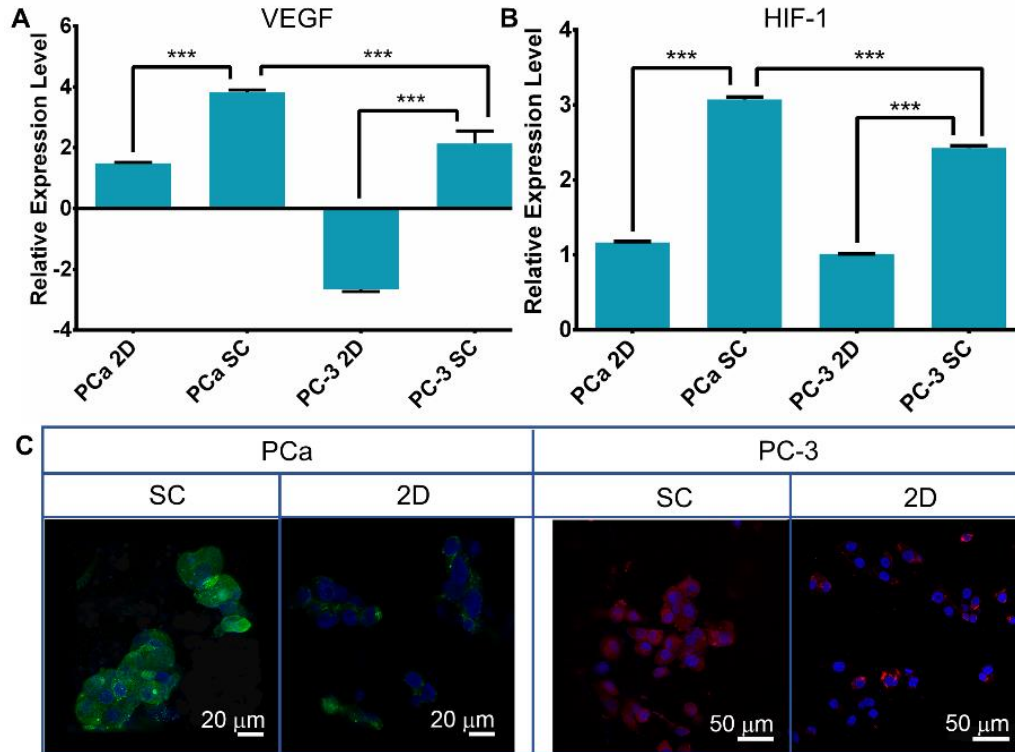 A
VEGF
Relative Expression Level
6
4
2
0
-2
-4
***
***
***
PCa 2D
PCa SC
PC-3 2D
PC-3 SC
B
HIF-1
Relative Expression Level
4
3
2
1
0
***
***
***
PCa 2D
PCa SC
PC-3 2D
PC-3 SC
C
PCa
PC-3
SC
2D
SC
2D
20 μm
20 μm
50 μm
50 μm